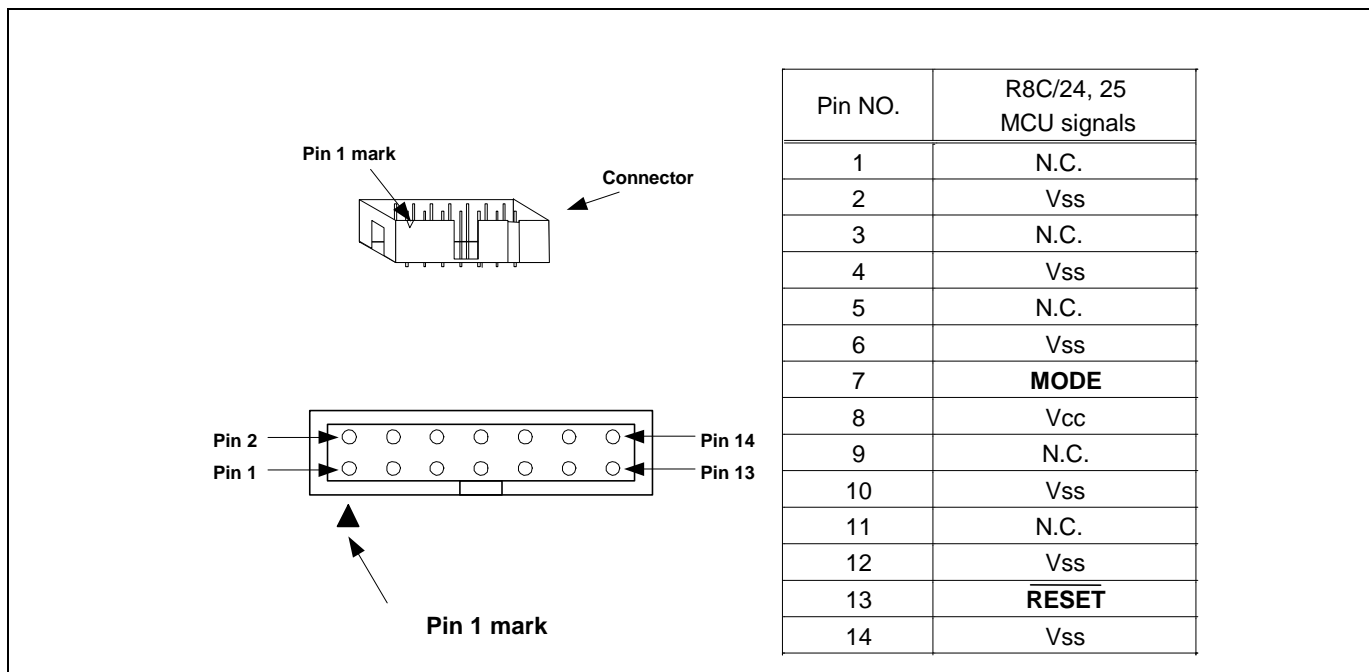 Pin 1 mark
Connector
Pin 2
Pin 14
Pin 1
Pin 13
Pin 1 mark
Pin NO. R8C/24, 25
MCU signals
1 N.C.
2 Vss
3 N.C.
4 Vss
5 N.C.
6 Vss
7 MODE
8 Vcc
9 N.C.
10 Vss
11 N.C.
12 Vss
13 RESET
14 Vss